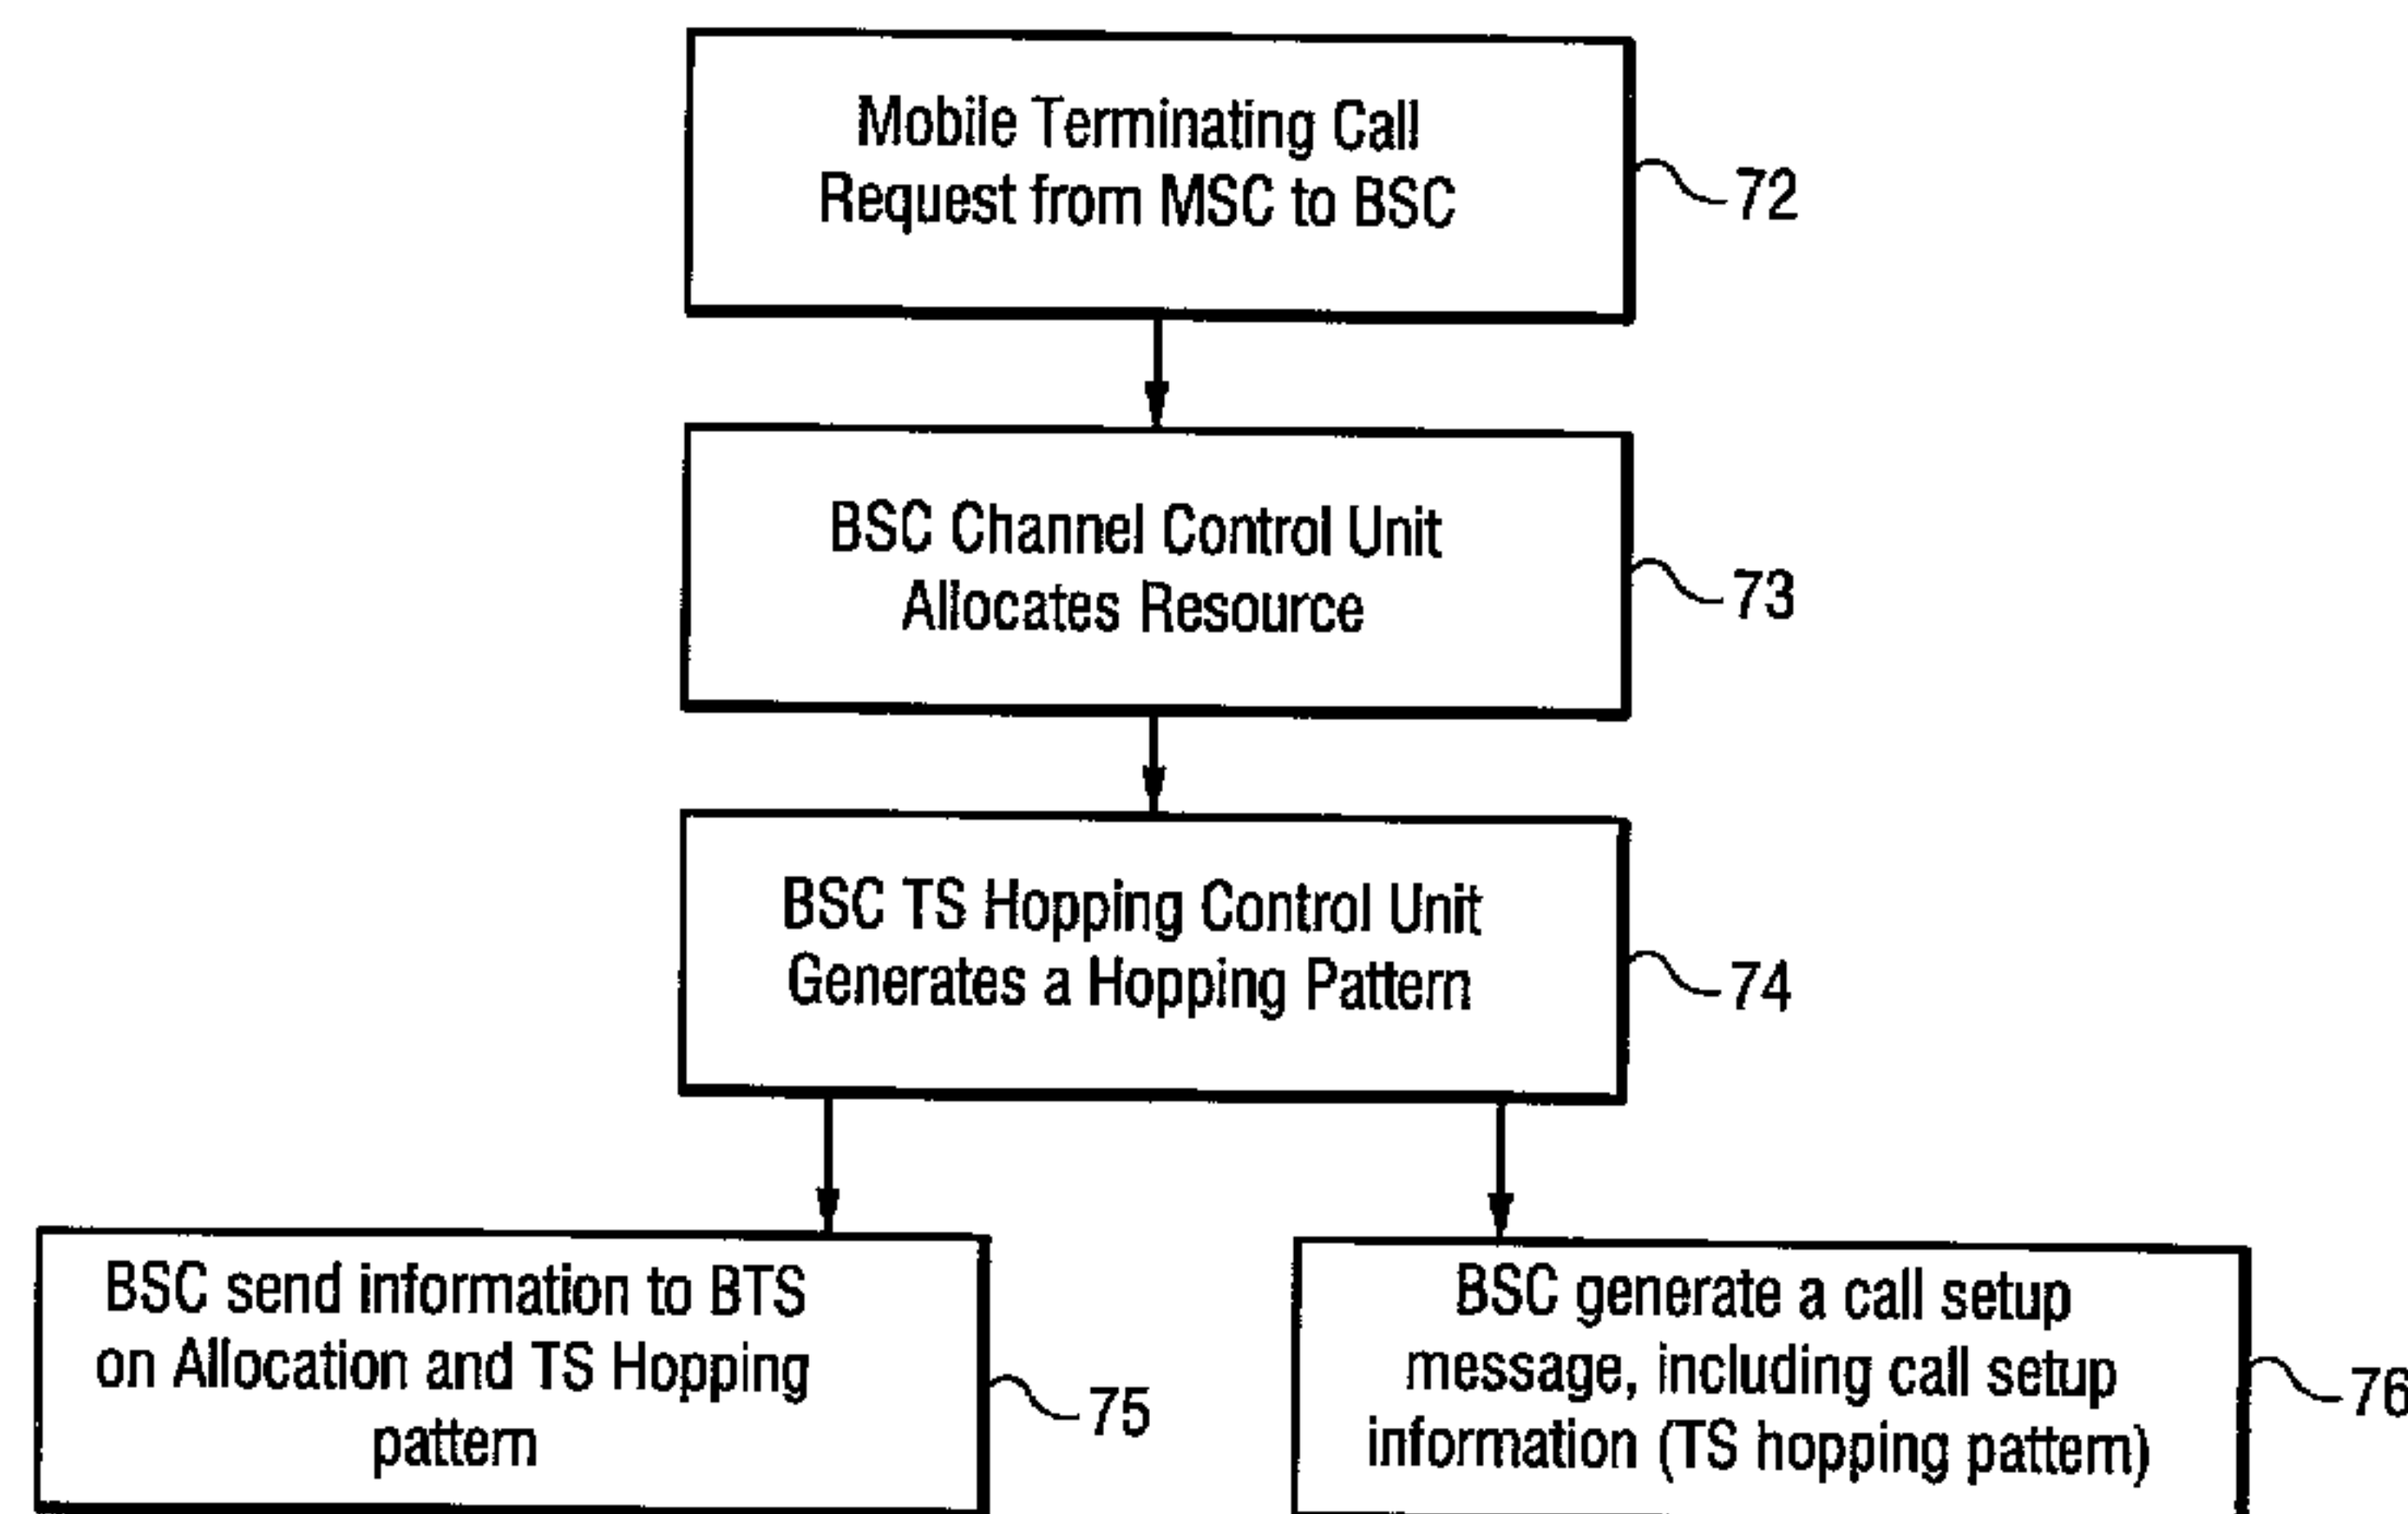 Mobile Terminating Call
Request from MSC to BSC
72
BSC Channel Control Unit
Allocates Resource
73
BSC TS Hopping Control Unit
Generates a Hopping Pattern
74
BSC send information to BTS
on Allocation and TS Hopping
pattern
75
BSC generate a call setup
message, including call setup
information (TS hopping pattern)
76